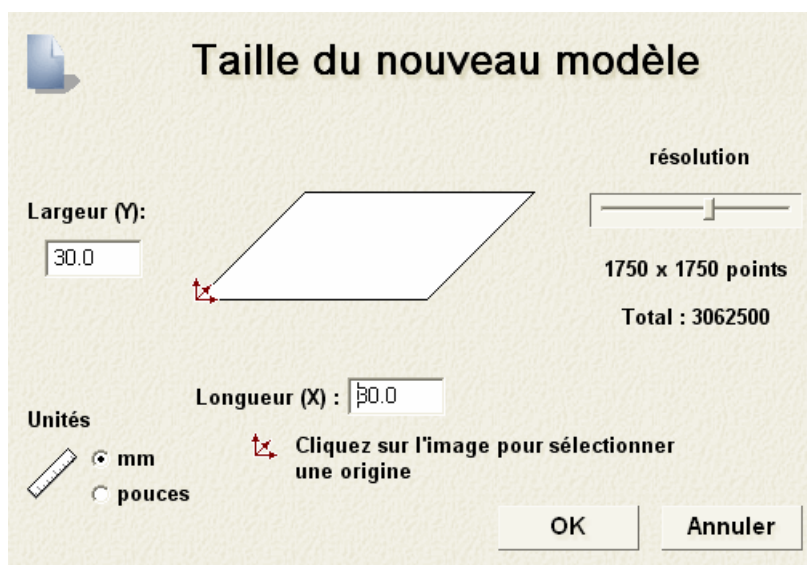 Taille du nouveau modèle
résolution
Largeur (Y):
30.0
1750 x 1750 points
Total : 3062500
Longueur (X) : 30.0
Unités
mm
pouces
Cliquez sur l'image pour sélectionner
une origine
OK
Annuler